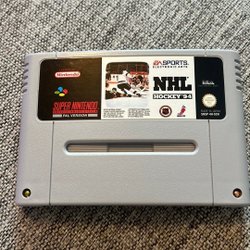 Nintendo
SUPER NINTENDO
ENTERTAINMENT SYSTEM
PAL VERSION
EA SPORTS
ELECTRONIC ARTS
NHL
HOCKEY 94